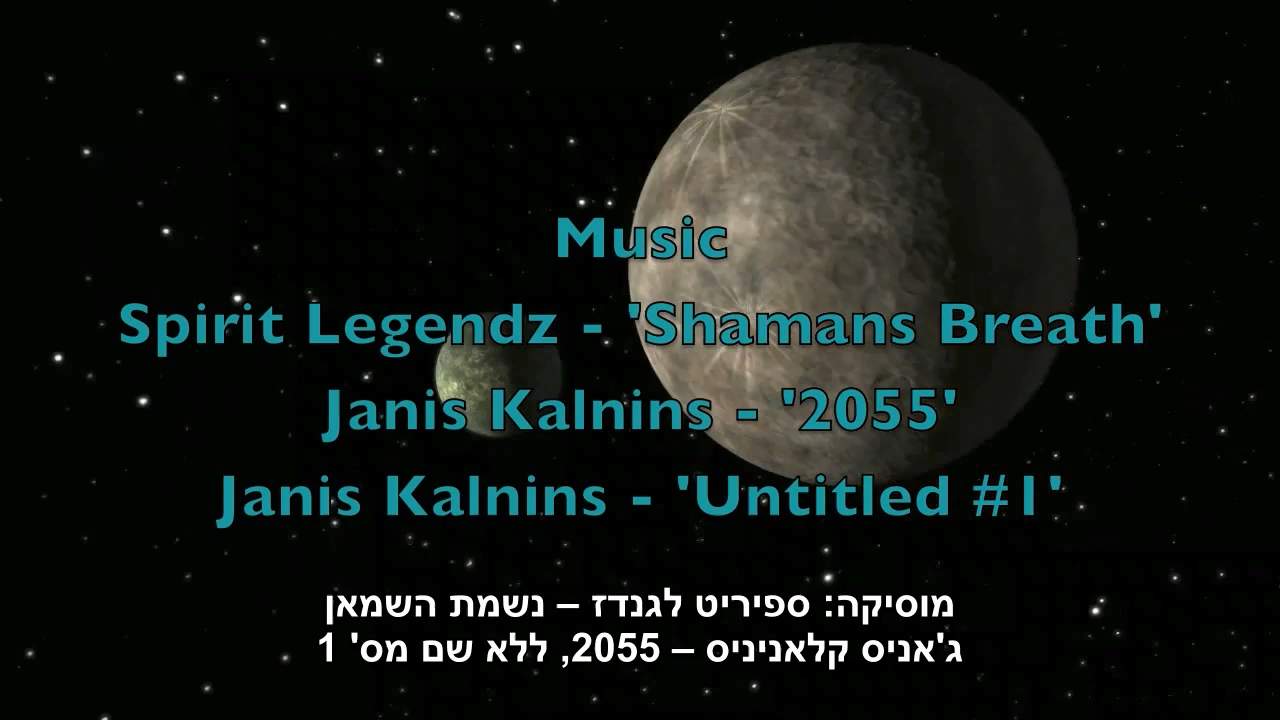 Music
Spirit Legendz - 'Shamans Breath'
Janis Kalnins - '2055'
Janis Kalnins - 'Untitled #1'
מוסיקה: ספיריט לגנדז – נשמת השמאן
ג'אניס קלאניניס – 2055, ללא שם מס' 1